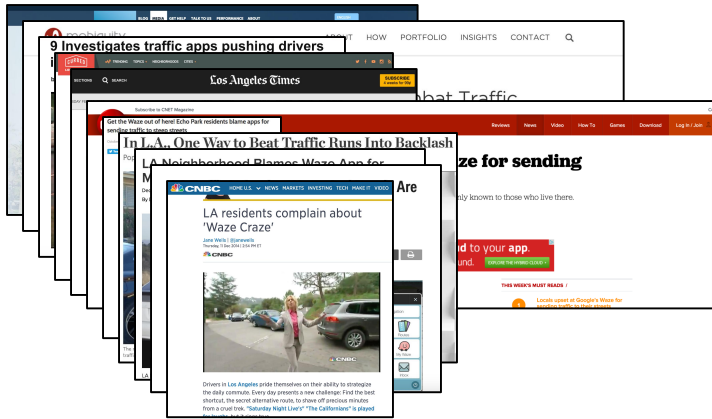 BLOG MEDIA GET HELP TALK TO US PERFORMANCE ABOUT
mobiquity
ABOUT HOW PORTFOLIO INSIGHTS CONTACT
9 Investigates traffic apps pushing drivers
CURBED
TRENDING TOPICS NEIGHBORHOODS CITIES
SECTIONS SEARCH Los Angeles Times SUBSCRIBE
Traffic
Subscribe to CNET Magazine
Reviews News Video How To Games Download Log In / Join
Get the Waze out of here! Echo Park residents blame apps for
sending traffic to steep streets
In L.A., One Way to Beat Traffic Runs Into Backlash
LA Neighborhood Blames Waze App for
ze for sending
Are
only known to those who live there.
CNBC HOME U.S. NEWS MARKETS INVESTING TECH MAKE IT VIDEO
LA residents complain about
'Waze Craze'
Jane Wells | @janewells
Thursday, 11 Dec 2014 | 2:54 PM ET
CNBC
d to your app.
und. EXPLORE THE HYBRID CLOUD
THIS WEEK'S MUST READS /
1 Locals upset at Google's Waze for
sending traffic to their streets
CNBC
Drivers in Los Angeles pride themselves on their ability to strategize
the daily commute. Every day presents a new challenge: Find the best
shortcut, the secret alternative route, to shave off precious minutes
from a cruel trek. "Saturday Night Live's" "The Californians" is played